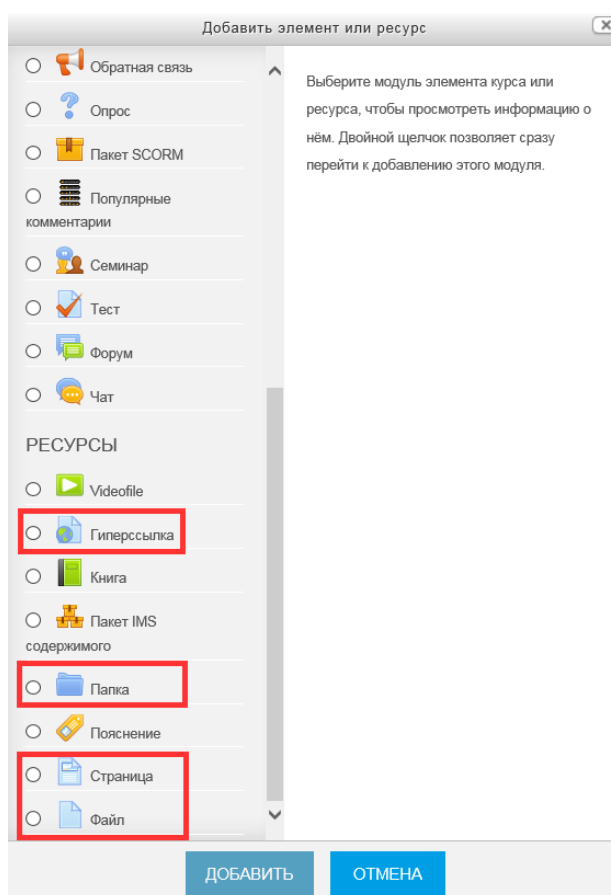 Добавить элемент или ресурс
Обратная связь
Опрос
Пакет SCORM
Популярные
комментарии
Семинар
Тест
Форум
Чат
РЕСУРСЫ
Videofile
Гиперссылка
Книга
Пакет IMS
содержимого
Папка
Пояснение
Страница
Файл
Выберите модуль элемента курса или
ресурса, чтобы просмотреть информацию о
нём. Двойной щелчок позволяет сразу
перейти к добавлению этого модуля.
ДОБАВИТЬ
ОТМЕНА